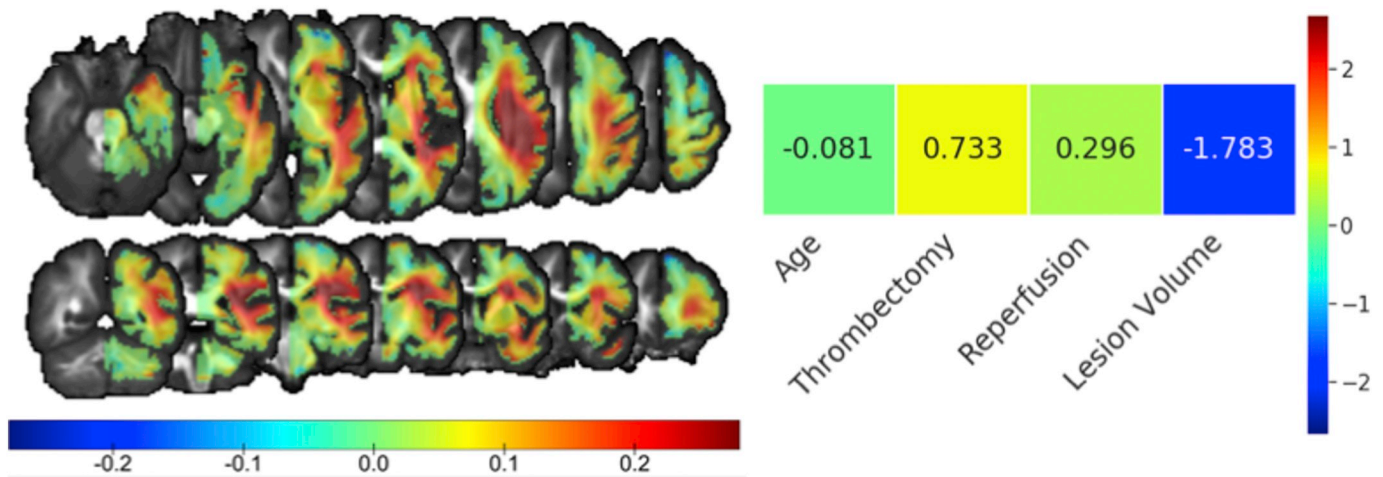 2
-0.081 0.733 0.296 -1.783
1
0
-1
-2
Age
Thrombectomy
Reperfusion
Lesion Volume
-0.2 -0.1 0.0 0.1 0.2